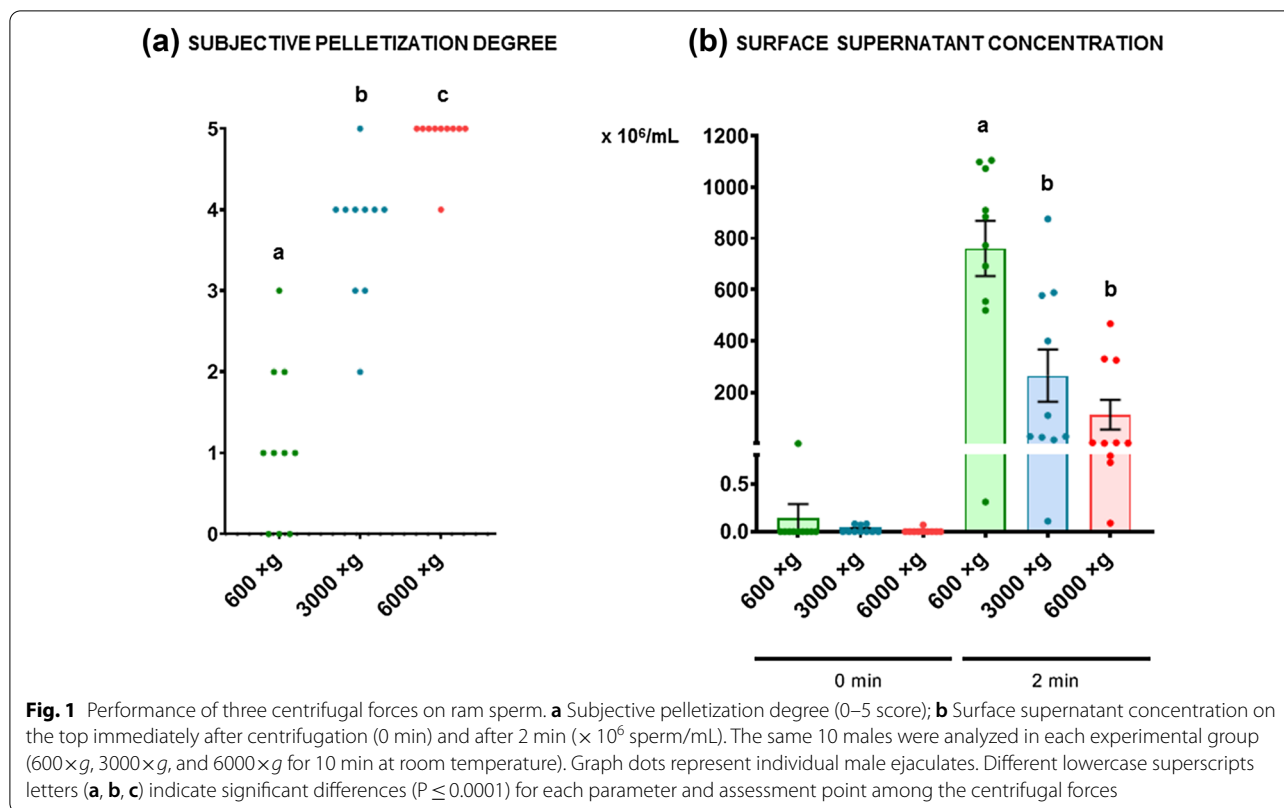 (a) SUBJECTIVE PELLETIZATION DEGREE
5
4
3
2
1
0
a
b
c
600 ×g
3000 ×g
6000 ×g
(b) SURFACE SUPERNATANT CONCENTRATION
x 10⁶/mL
1200
1000
800
600
400
200
0.5
0.0
a
b
b
600 ×g
3000 ×g
6000 ×g
600 ×g
3000 ×g
6000 ×g
0 min
2 min
Fig. 1 Performance of three centrifugal forces on ram sperm. a Subjective pelletization degree (0–5 score); b Surface supernatant concentration on
the top immediately after centrifugation (0 min) and after 2 min (× 10⁶ sperm/mL). The same 10 males were analyzed in each experimental group
(600×g, 3000×g, and 6000×g for 10 min at room temperature). Graph dots represent individual male ejaculates. Different lowercase superscripts
letters (a, b, c) indicate significant differences (P ≤ 0.0001) for each parameter and assessment point among the centrifugal forces